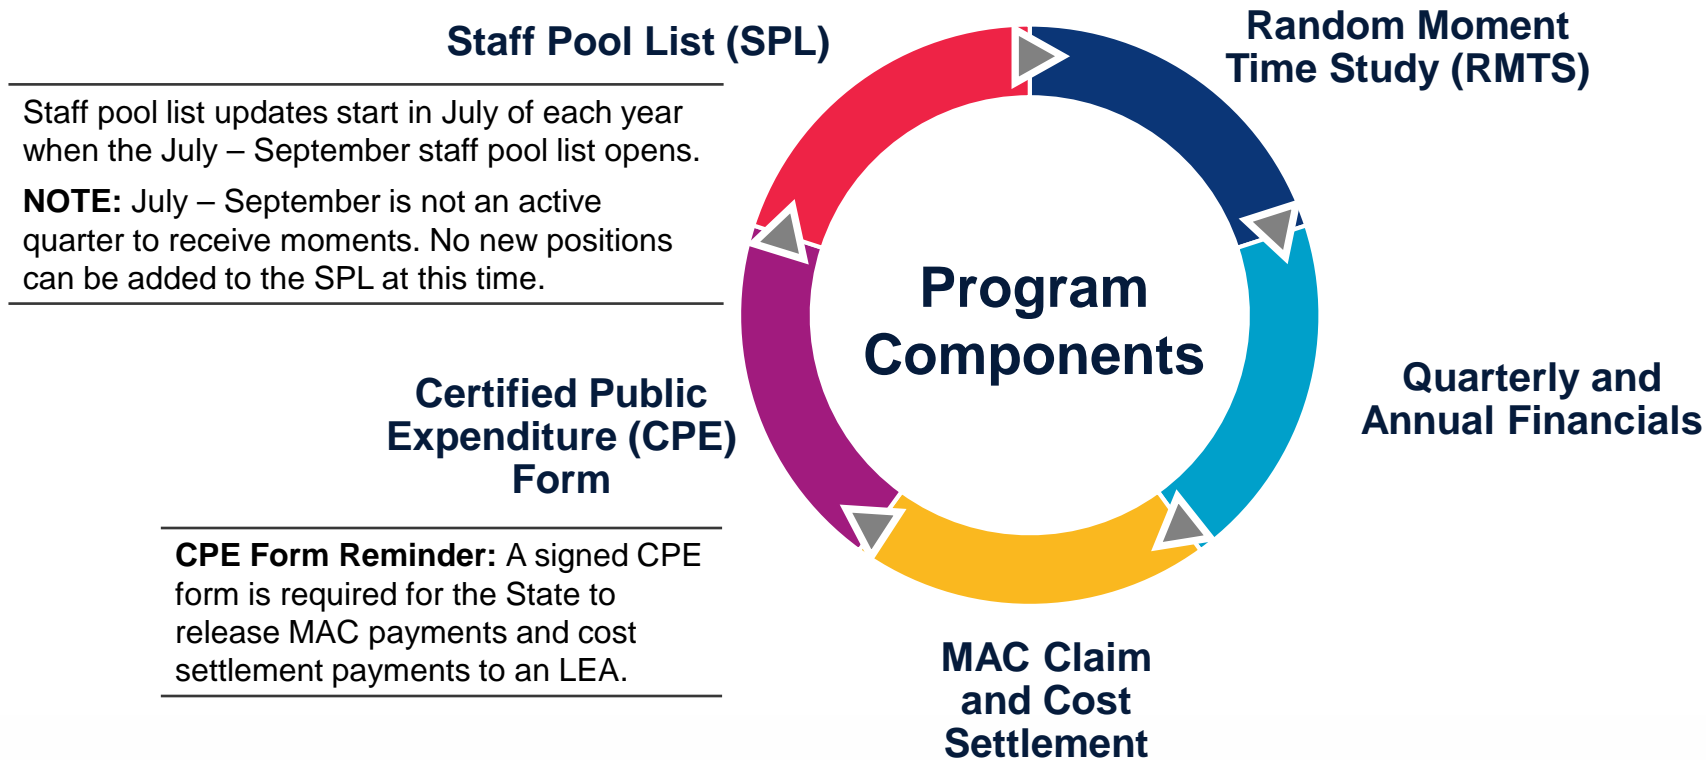 Staff Pool List (SPL)
Staff pool list updates start in July of each year
when the July – September staff pool list opens.
NOTE: July – September is not an active
quarter to receive moments. No new positions
can be added to the SPL at this time.
Random Moment
Time Study (RMTS)
Program
Components
Quarterly and
Annual Financials
Certified Public
Expenditure (CPE)
Form
CPE Form Reminder: A signed CPE
form is required for the State to
release MAC payments and cost
settlement payments to an LEA.
MAC Claim
and Cost
Settlement